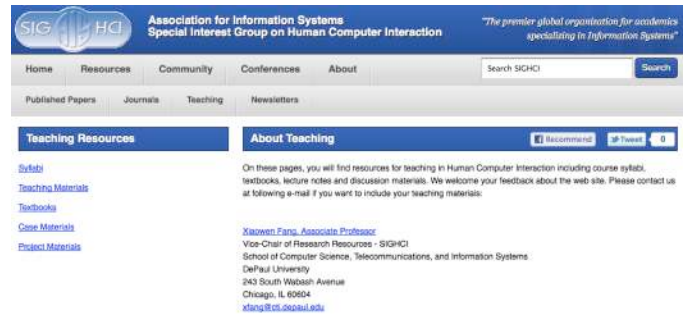 SIG HCI
Association for Information Systems
Special Interest Group on Human Computer Interaction
"The premier global organization for academics
specializing in Information Systems"
Home Resources Community Conferences About
Search SIGHCI Search
Published Papers Journals Teaching Newsletters
Teaching Resources
Syllabi
Teaching Materials
Textbooks
Case Materials
Project Materials
About Teaching
Recommend Tweet 0
On these pages, you will find resources for teaching in Human Computer Interaction including course syllabi,
textbooks, lecture notes and discussion materials. We welcome your feedback about the web site. Please contact us
at following e-mail if you want to include your teaching materials:
Xiaowen Fang, Associate Professor
Vice-Chair of Research Resources - SIGHCI
School of Computer Science, Telecommunications, and Information Systems
DePaul University
243 South Wabash Avenue
Chicago, IL 60604
xfang@cti.depaul.edu